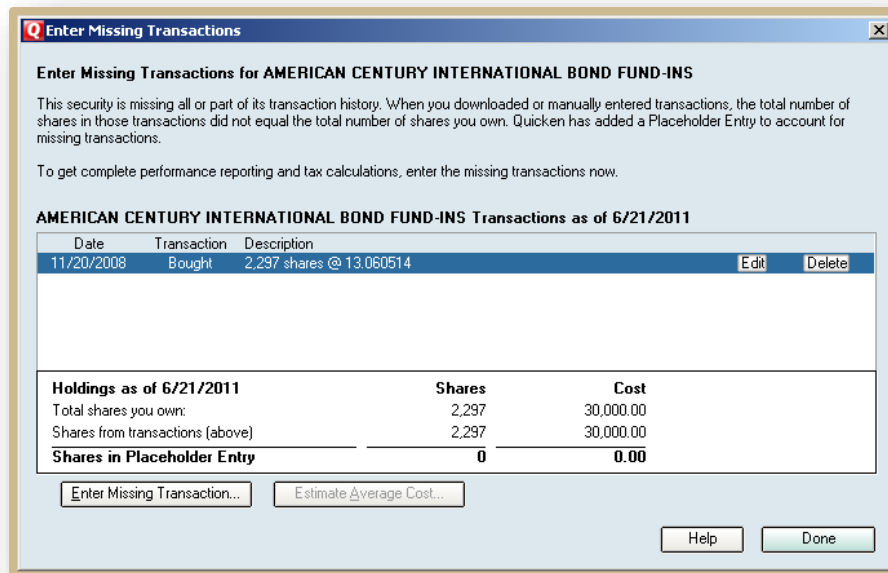 Q Enter Missing Transactions
Enter Missing Transactions for AMERICAN CENTURY INTERNATIONAL BOND FUND-INS
This security is missing all or part of its transaction history. When you downloaded or manually entered transactions, the total number of
shares in those transactions did not equal the total number of shares you own. Quicken has added a Placeholder Entry to account for
missing transactions.
To get complete performance reporting and tax calculations, enter the missing transactions now.
AMERICAN CENTURY INTERNATIONAL BOND FUND-INS Transactions as of 6/21/2011
Date Transaction Description
11/20/2008 Bought 2,297 shares @ 13.060514 Edit Delete
Holdings as of 6/21/2011 Shares Cost
Total shares you own: 2,297 30,000.00
Shares from transactions (above) 2,297 30,000.00
Shares in Placeholder Entry 0 0.00
Enter Missing Transaction... Estimate Average Cost...
Help Done